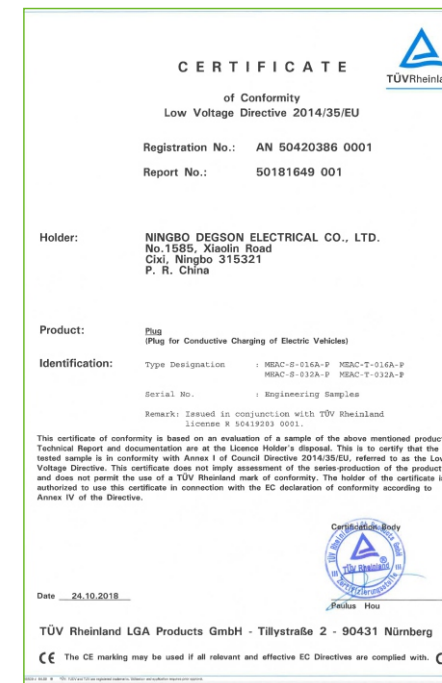 CERTIFICATE
TÜVRheinla
of Conformity
Low Voltage Directive 2014/35/EU
Registration No.: AN 50420386 0001
Report No.: 50181649 001
Holder: NINGBO DEGSON ELECTRICAL CO., LTD.
No.1585, Xiaolin Road
Cixi, Ningbo 315321
P. R. China
Product: Plug
(Plug for Conductive Charging of Electric Vehicles)
Identification: Type Designation : MEAC-S-016A-P MEAC-T-016A-P
MEAC-S-032A-P MEAC-T-032A-P
Serial No. : Engineering Samples
Remark: Issued in conjunction with TÜV Rheinland
license R 50419283 0001.
This certificate of conformity is based on an evaluation of a sample of the above mentioned produc
Technical Report and documentation are at the Licence Holder's disposal. This is to certify that the
tested sample is in conformity with Annex I of Council Directive 2014/35/EU, referred to as the Low
Voltage Directive. This certificate does not imply assessment of the series-production of the product
and does not permit the use of a TÜV Rheinland mark of conformity. The holder of the certificate is
authorized to use this certificate in connection with the EC declaration of conformity according to
Annex IV of the Directive.
Certification Body
TÜV Rheinland
Zertifizierungsstelle
Date 24.10.2018
Paulus Hou
TÜV Rheinland LGA Products GmbH - Tillystraße 2 - 90431 Nürnberg
CE The CE marking may be used if all relevant and effective EC Directives are complied with.